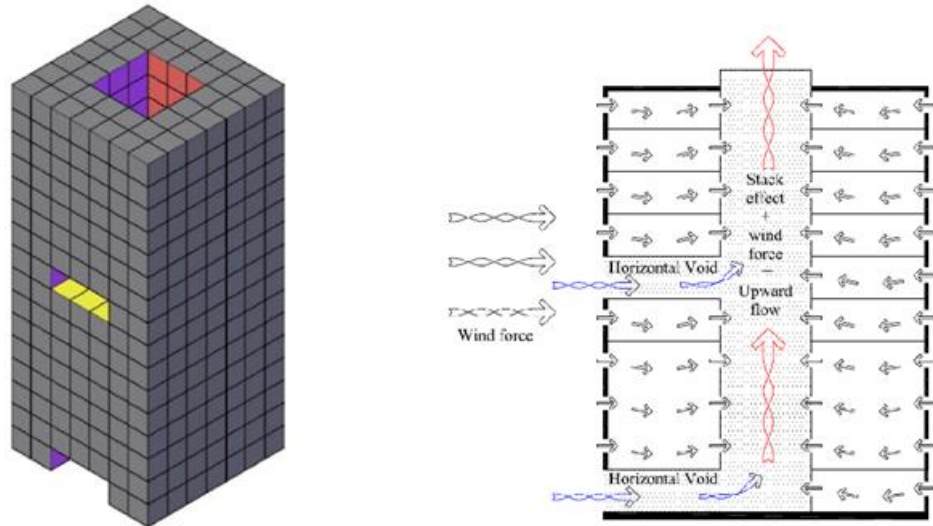 Stack
effect
+
wind
force
=
Upward
flow
Horizontal Void
Wind force
Horizontal Void